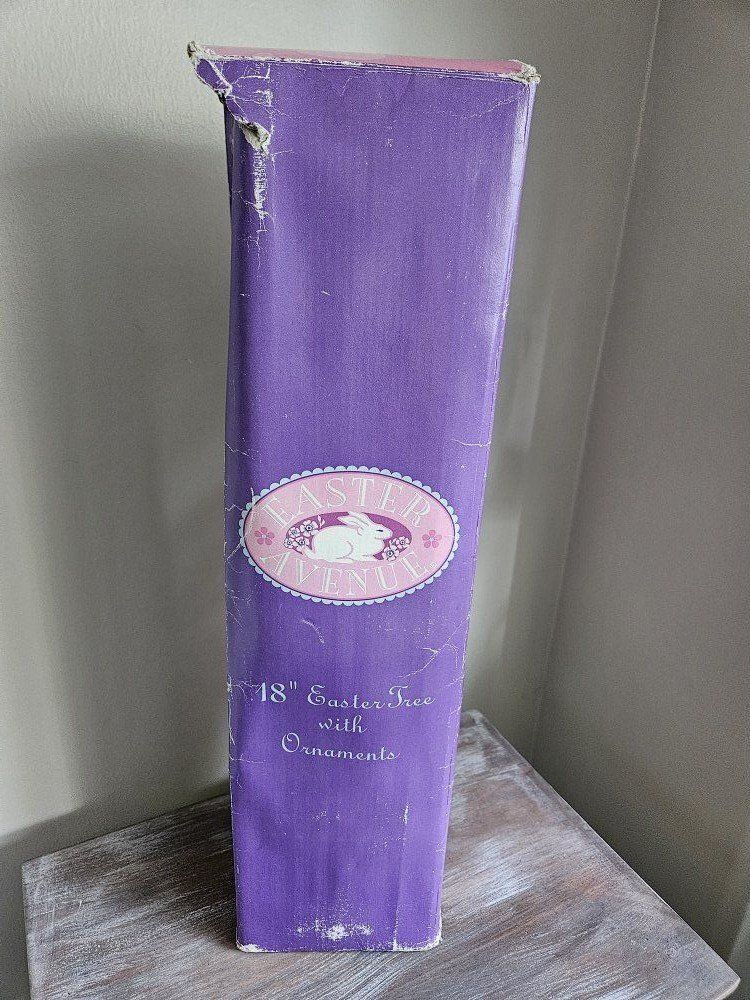 EASTER
AVENUE
18" Easter Tree
with
Ornaments